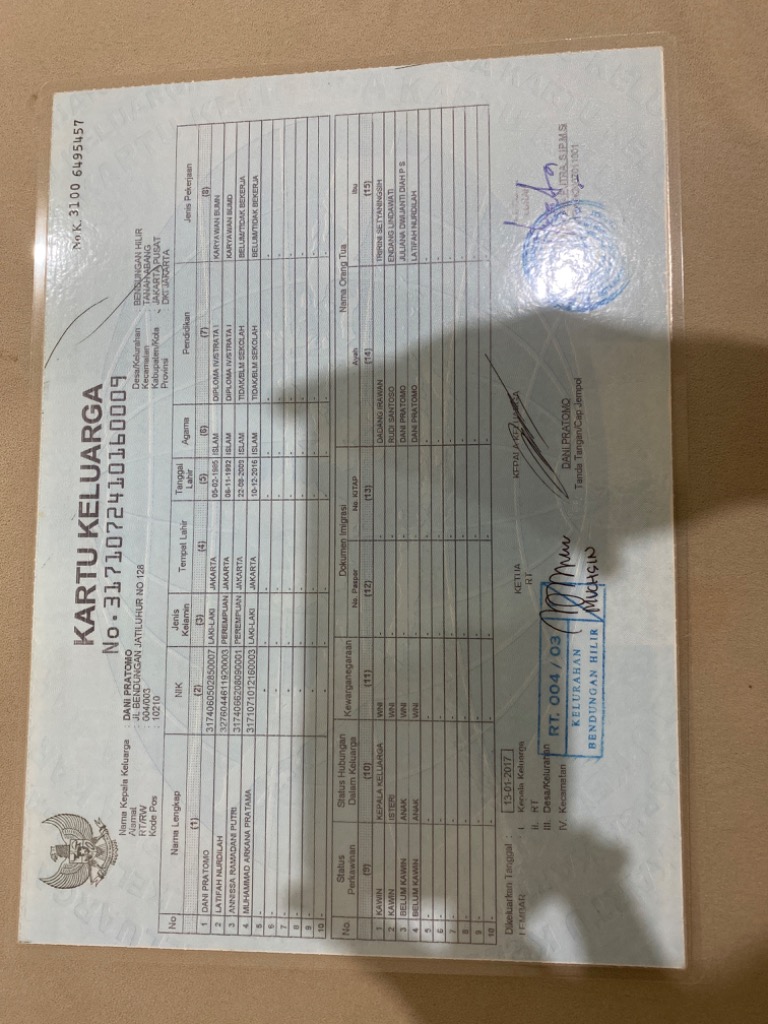 No K. 3100 6495457
KARTU KELUARGA
No. 3171072410160009
Nama Kepala Keluarga : DANI PRATOMO
Alamat : JL BENDUNGAN JATILUHUR NO 128
RT/RW : 004/003
Kode Pos : 10210
Desa/Kelurahan : BENDUNGAN HILIR
Kecamatan : TANAH ABANG
Kabupaten/Kota : JAKARTA PUSAT
Provinsi : DKI JAKARTA
No Nama Lengkap NIK Jenis Kelamin Tempat Lahir Tanggal Lahir Agama Pendidikan Jenis Pekerjaan
(1) (2) (3) (4) (5) (6) (7) (8)
1 DANI PRATOMO 3174060502850007 LAKI-LAKI JAKARTA 05-02-1985 ISLAM DIPLOMA IV/STRATA I KARYAWAN BUMN
2 LATIFAH NURDILAH 3276044611920003 PEREMPUAN JAKARTA 06-11-1992 ISLAM DIPLOMA IV/STRATA I KARYAWAN BUMD
3 ANNISSA RAMADANI PUTRI 3174066208090001 PEREMPUAN JAKARTA 22-08-2009 ISLAM TIDAK/BLM SEKOLAH BELUM/TIDAK BEKERJA
4 MUHAMMAD ARKANA PRATAMA 3171071012160003 LAKI-LAKI JAKARTA 10-12-2016 ISLAM TIDAK/BLM SEKOLAH BELUM/TIDAK BEKERJA
5 - - - - - - - -
6 - - - - - - - -
7 - - - - - - - -
8 - - - - - - - -
9 - - - - - - - -
10 - - - - - - - -
No. Status Perkawinan Status Hubungan Dalam Keluarga Kewarganegaraan Dokumen Imigrasi Nama Orang Tua
No. Paspor No. KITAP Ayah Ibu
(9) (10) (11) (12) (13) (14) (15)
1 KAWIN KEPALA KELUARGA WNI - - DADANG IRAWAN TRIRINI SETYANINGSIH
2 KAWIN ISTERI WNI - - RUDI SANTOSO ENDANG LINDAWATI
3 BELUM KAWIN ANAK WNI - - DANI PRATOMO JULIANA DWIJANTI DIAH P S
4 BELUM KAWIN ANAK WNI - - DANI PRATOMO LATIFAH NURDILAH
5 - - - - - - -
6 - - - - - - -
7 - - - - - - -
8 - - - - - - -
9 - - - - - - -
10 - - - - - - -
Dikeluarkan Tanggal : 13-01-2017
LEMBAR : I. Kepala Keluarga
II. RT
III. Desa/Kelurahan
IV. Kecamatan
KETUA RT
RT. 004 / 03
KELURAHAN
BENDUNGAN HILIR
MUCHSIN
KEPALA KELUARGA
DANI PRATOMO
Tanda Tangan/Cap Jempol